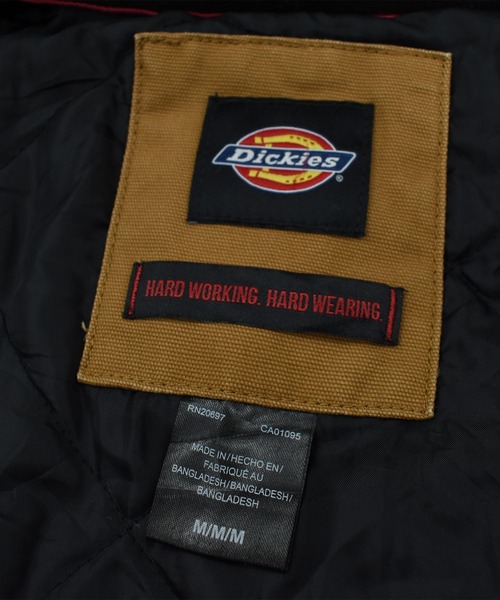 Dickies®
HARD WORKING. HARD WEARING.
RN20697 CA01095
MADE IN/HECHO EN/
FABRIQUÉ AU
BANGLADESH/BANGLADESH/
BANGLADESH
M/M/M